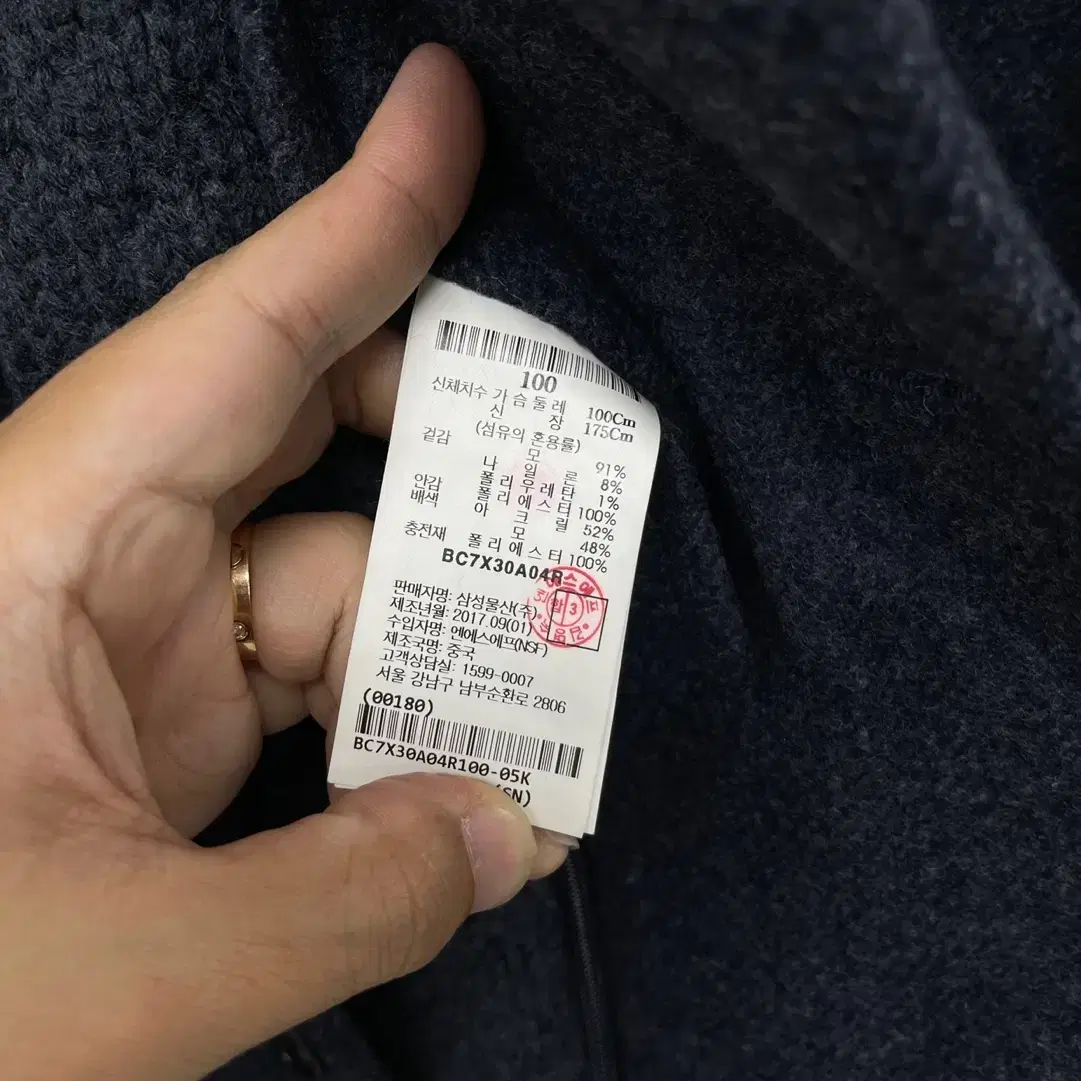 100
신체치수 가슴둘레 100Cm
신장 175Cm
(섬유의 혼용률)
겉감 모 91%
나일론 8%
폴리우레탄 1%
안감 폴리에스터 100%
배색 아크릴 52%
모 48%
충전재 폴리에스터 100%
BC7X30A04R
판매자명: 삼성물산(주)
제조년월: 2017.09(01)
수입자명: 엔에스에프(NSF)
제조국명: 중국
고객상담실: 1599-0007
서울 강남구 남부순환로 2806
(00180)
BC7X30A04R100-05K
(SN)
3